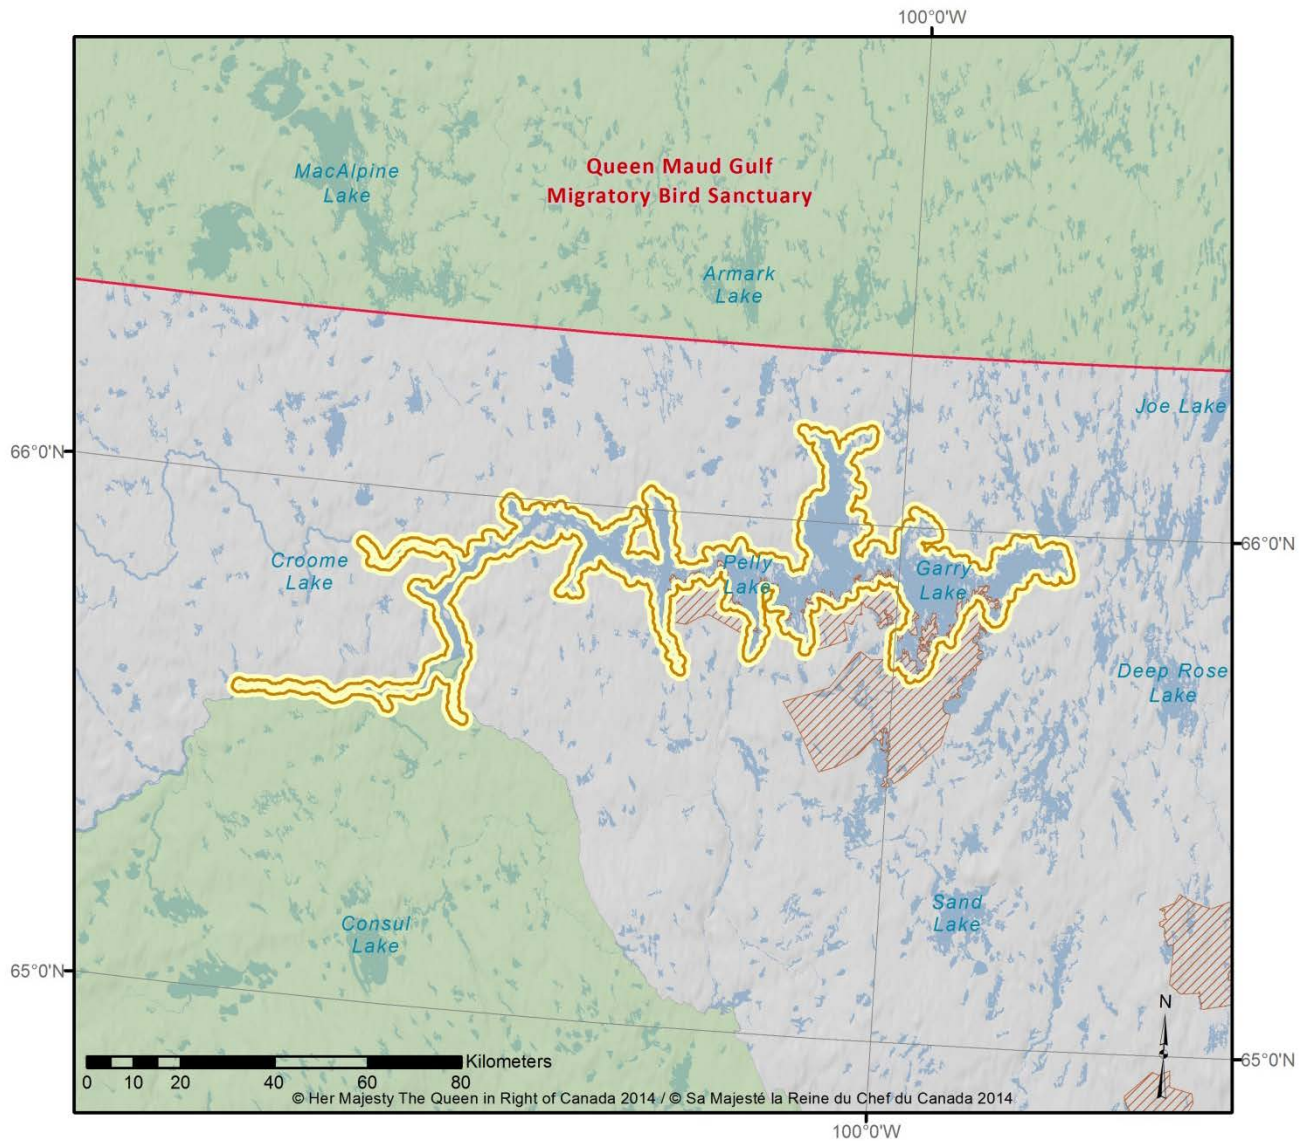 100°0'W
MacAlpine
Lake
Queen Maud Gulf
Migratory Bird Sanctuary
Armark
Lake
Joe Lake
66°0'N
66°0'N
Croome
Lake
Pelly
Lake
Garry
Lake
Deep Rose
Lake
Consul
Lake
Sand
Lake
65°0'N
N
65°0'N
Kilometers
0 10 20 40 60 80
© Her Majesty The Queen in Right of Canada 2014 / © Sa Majesté la Reine du Chef du Canada 2014
100°0'W